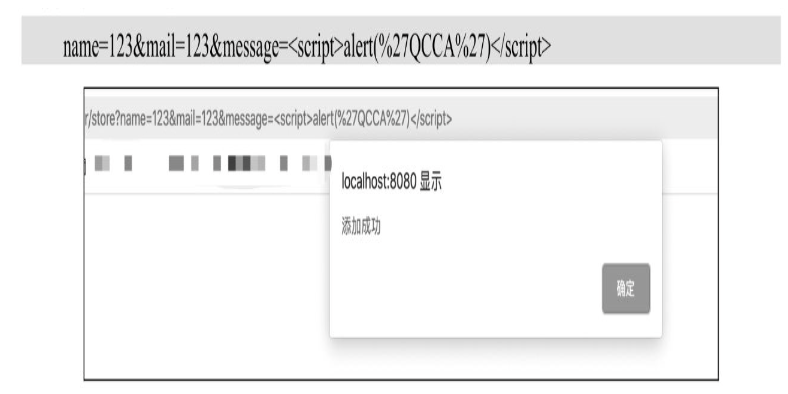 name=123&mail=123&message=<script>alert(%27QCCA%27)</script>
r/store?name=123&mail=123&message=<script>alert(%27QCCA%27)</script>
localhost:8080 显示
添加成功
确定